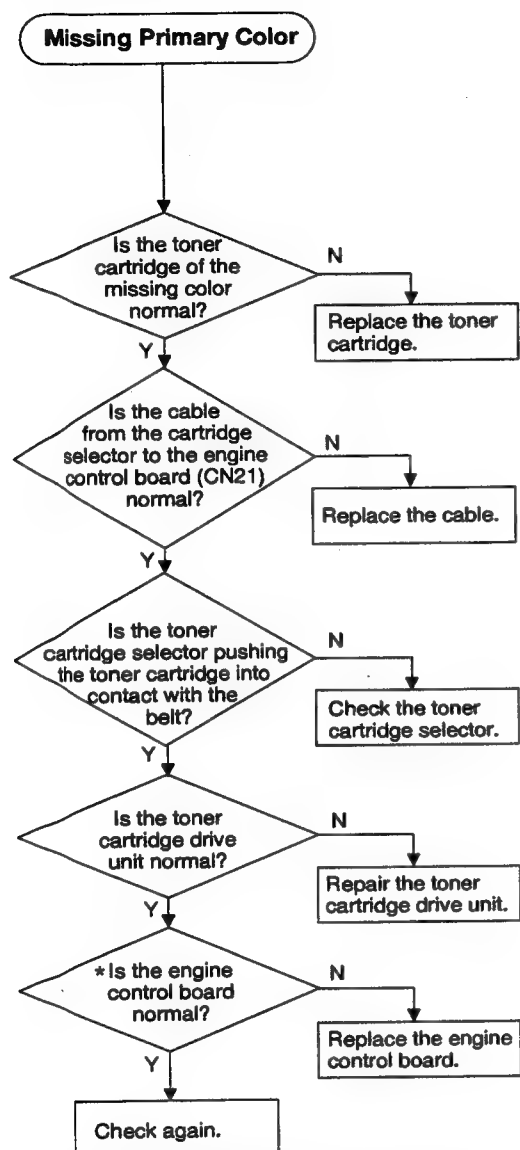 Missing Primary Color
Is the toner
cartridge of the
missing color
normal?
N
Replace the toner
cartridge.
Y
Is the cable
from the cartridge
selector to the engine
control board (CN21)
normal?
N
Replace the cable.
Y
Is the toner
cartridge selector pushing
the toner cartridge into
contact with the
belt?
N
Check the toner
cartridge selector.
Y
Is the toner
cartridge drive
unit normal?
N
Repair the toner
cartridge drive unit.
Y
*Is the engine
control board
normal?
N
Replace the engine
control board.
Y
Check again.